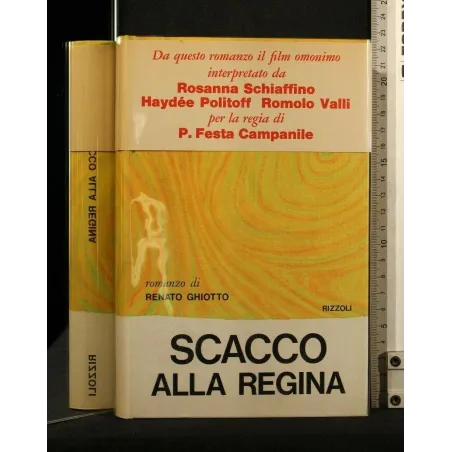 Da questo romanzo il film omonimo
interpretato da
Rosanna Schiaffino
Haydée Politoff Romolo Valli
per la regia di
P. Festa Campanile
romanzo di
RENATO GHIOTTO
RIZZOLI
SCACCO
ALLA REGINA
CCO ALLA REGINA
RIZZOLI